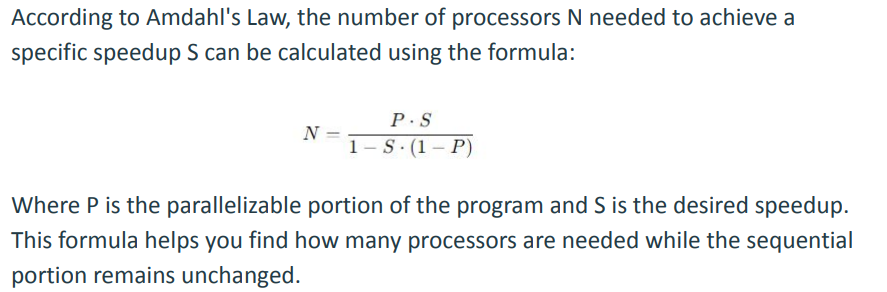 According to Amdahl's Law, the number of processors N needed to achieve a
specific speedup S can be calculated using the formula:
N = P · S / 1 − S · (1 − P)
Where P is the parallelizable portion of the program and S is the desired speedup.
This formula helps you find how many processors are needed while the sequential
portion remains unchanged.